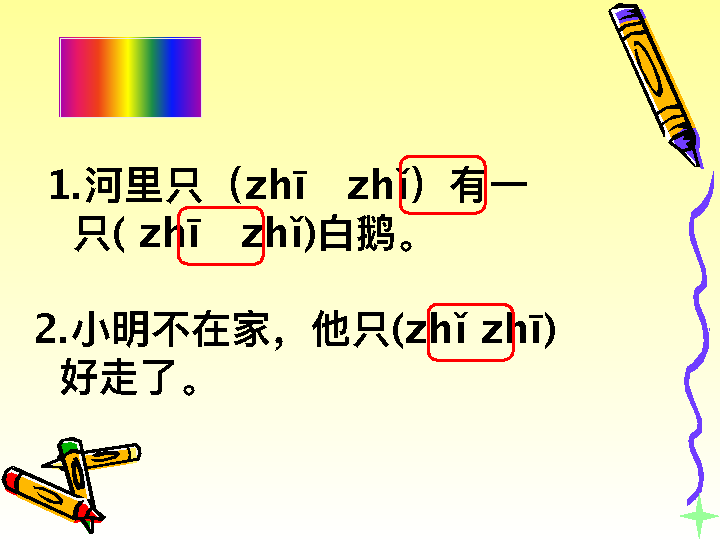 1.河里只（zhī zhǐ）有一
只( zhī zhǐ)白鹅。
2.小明不在家，他只(zhǐ zhī)
好走了。